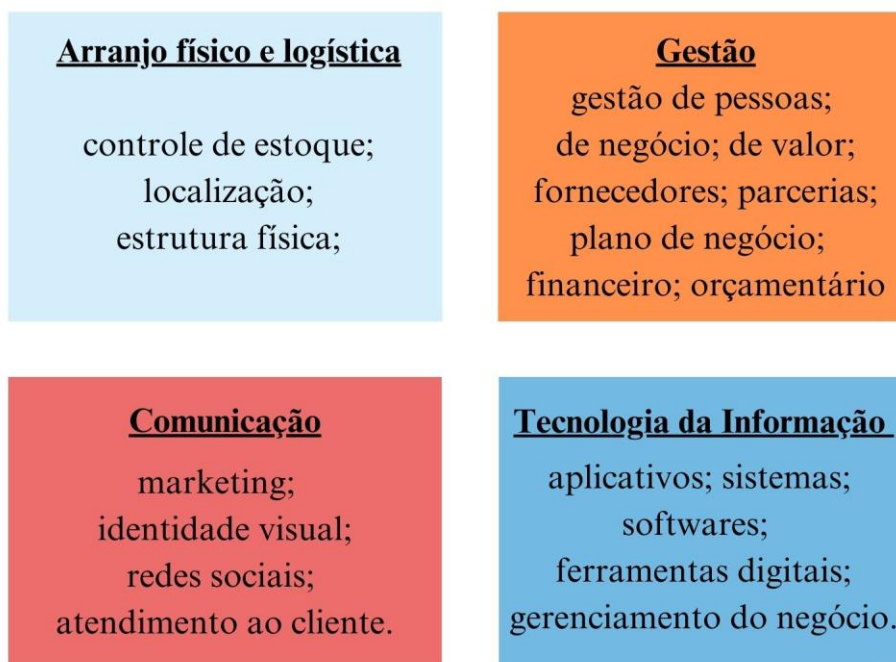 Arranjo físico e logística
controle de estoque;
localização;
estrutura física;
Gestão
gestão de pessoas;
de negócio; de valor;
fornecedores; parcerias;
plano de negócio;
financeiro; orçamentário
Comunicação
marketing;
identidade visual;
redes sociais;
atendimento ao cliente.
Tecnologia da Informação
aplicativos; sistemas;
softwares;
ferramentas digitais;
gerenciamento do negócio.